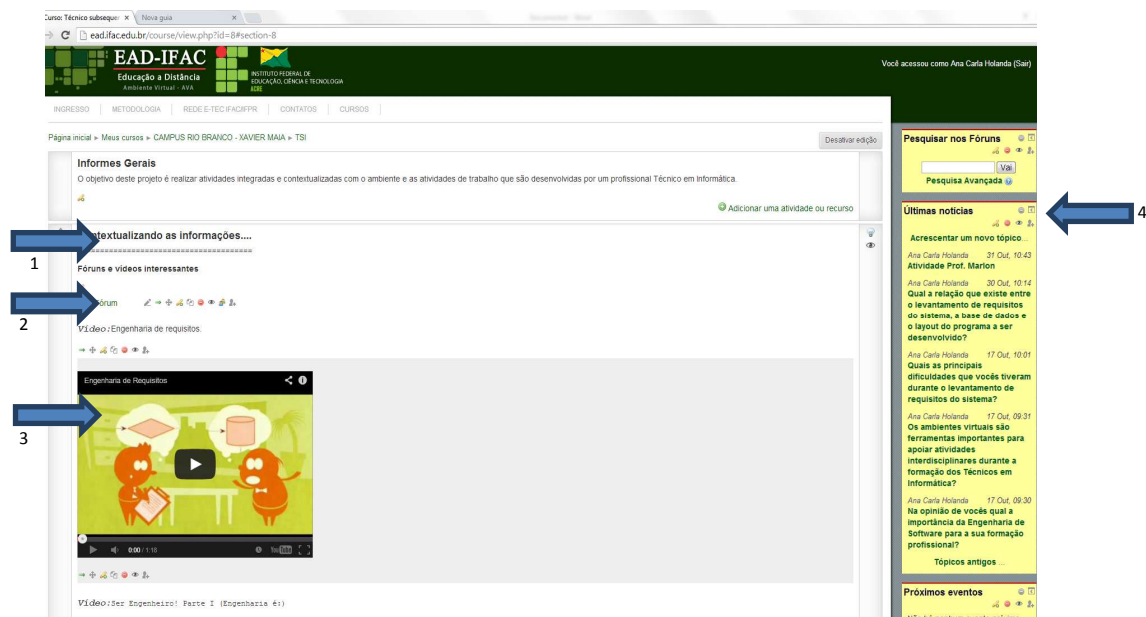 Curso: Técnico subsequer × Nova guia ×
ead.ifac.edu.br/course/view.php?id=8#section-8
EAD-IFAC
Educação a Distância
Ambiente Virtual - AVA
INSTITUTO FEDERAL DE
EDUCAÇÃO, CIÊNCIA E TECNOLOGIA
ACRE
Você acessou como Ana Carla Holanda (Sair)
INGRESSO | METODOLOGIA | REDE E-TEC IFAC/IFPR | CONTATOS | CURSOS |
Página inicial ► Meus cursos ► CAMPUS RIO BRANCO - XAVIER MAIA ► TSI
Desativar edição
Informes Gerais
O objetivo deste projeto é realizar atividades integradas e contextualizadas com o ambiente e as atividades de trabalho que são desenvolvidas por um profissional Técnico em Informática.
Adicionar uma atividade ou recurso
ntextualizando as informações....
=====================================
1
Fóruns e vídeos interessantes
órum
2
Vídeo:Engenharia de requisitos.
Engenharia de Requisitos
3
0:00 / 1:18
YouTube
Vídeo:Ser Engenheiro! Parte I (Engenharia é:)
Pesquisar nos Fóruns
Vai
Pesquisa Avançada
4
Últimas notícias
Acrescentar um novo tópico...
Ana Carla Holanda 31 Out, 10:43
Atividade Prof. Marlon
Ana Carla Holanda 30 Out, 10:14
Qual a relação que existe entre
o levantamento de requisitos
do sistema, a base de dados e
o layout do programa a ser
desenvolvido?
Ana Carla Holanda 17 Out, 10:01
Quais as principais
dificuldades que vocês tiveram
durante o levantamento de
requisitos do sistema?
Ana Carla Holanda 17 Out, 09:31
Os ambientes virtuais são
ferramentas importantes para
apoiar atividades
interdisciplinares durante a
formação dos Técnicos em
Informática?
Ana Carla Holanda 17 Out, 09:30
Na opinião de vocês qual a
importância da Engenharia de
Software para a sua formação
profissional?
Tópicos antigos ...
Próximos eventos